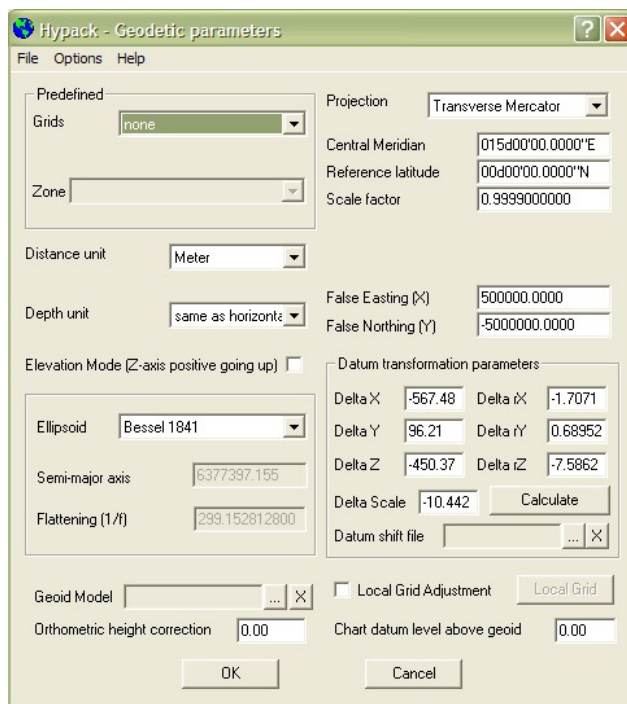 Hypack - Geodetic parameters
File Options Help
Predefined
Grids none
Zone
Projection Transverse Mercator
Central Meridian 015d00'00.0000"E
Reference latitude 00d00'00.0000"N
Scale factor 0.9999000000
Distance unit Meter
Depth unit same as horizonta
False Easting (X) 500000.0000
False Northing (Y) -5000000.0000
Elevation Mode (Z-axis positive going up)
Ellipsoid Bessel 1841
Semi-major axis 6377397.155
Flattening (1/f) 299.152812800
Datum transformation parameters
Delta X -567.48 Delta rX -1.7071
Delta Y 96.21 Delta rY 0.68952
Delta Z -450.37 Delta rZ -7.5862
Delta Scale -10.442 Calculate
Datum shift file ... X
Geoid Model ... X
Local Grid Adjustment Local Grid
Orthometric height correction 0.00
Chart datum level above geoid 0.00
OK Cancel